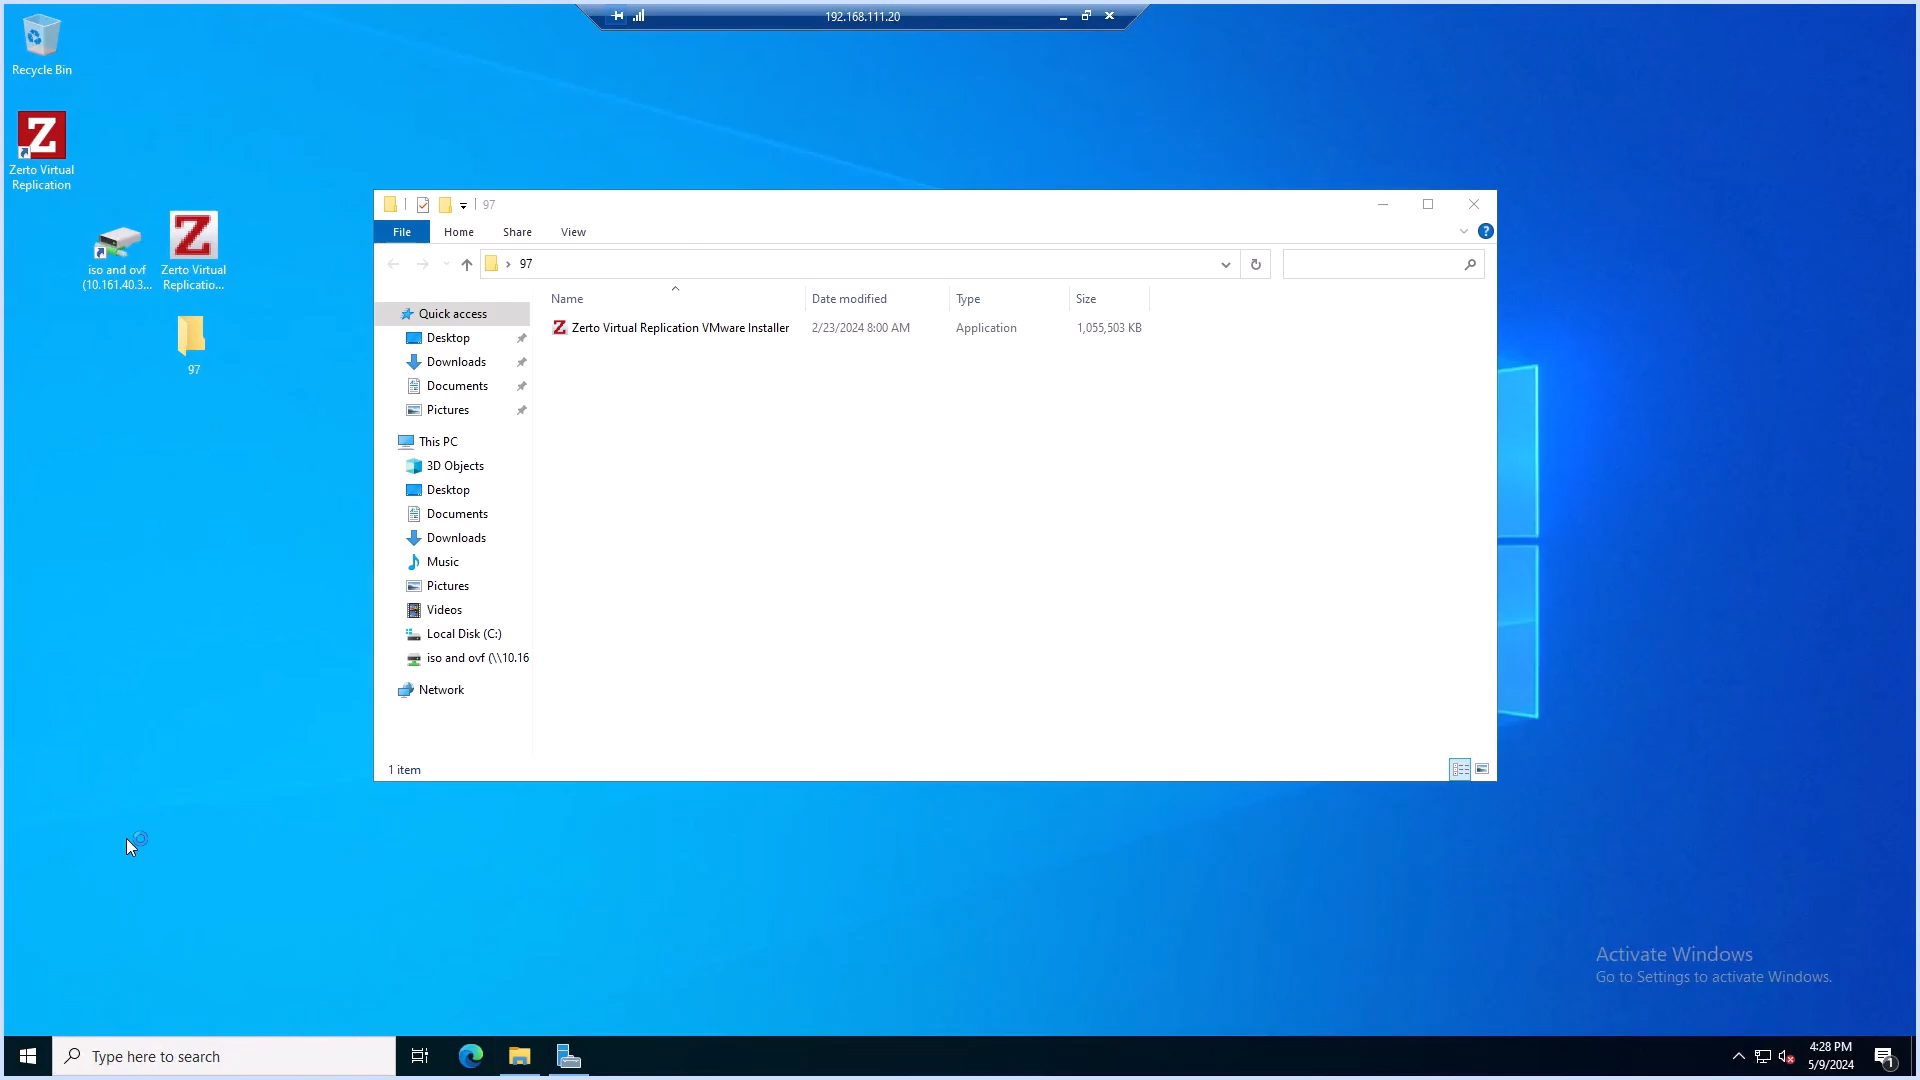 192.168.111.20
Recycle Bin
Z
Zerto Virtual
Replication
Z
iso and ovf
(10.161.40.3...
Zerto Virtual
Replicatio...
97
97
File
Home
Share
View
?
97
Name
Date modified
Type
Size
Z
Zerto Virtual Replication VMware Installer
2/23/2024 8:00 AM
Application
1,055,503 KB
Quick access
Desktop
Downloads
Documents
Pictures
This PC
3D Objects
Desktop
Documents
Downloads
Music
Pictures
Videos
Local Disk (C:)
iso and ovf (\\10.16
Network
1 item
Activate Windows
Go to Settings to activate Windows.
Type here to search
4:28 PM
5/9/2024
1